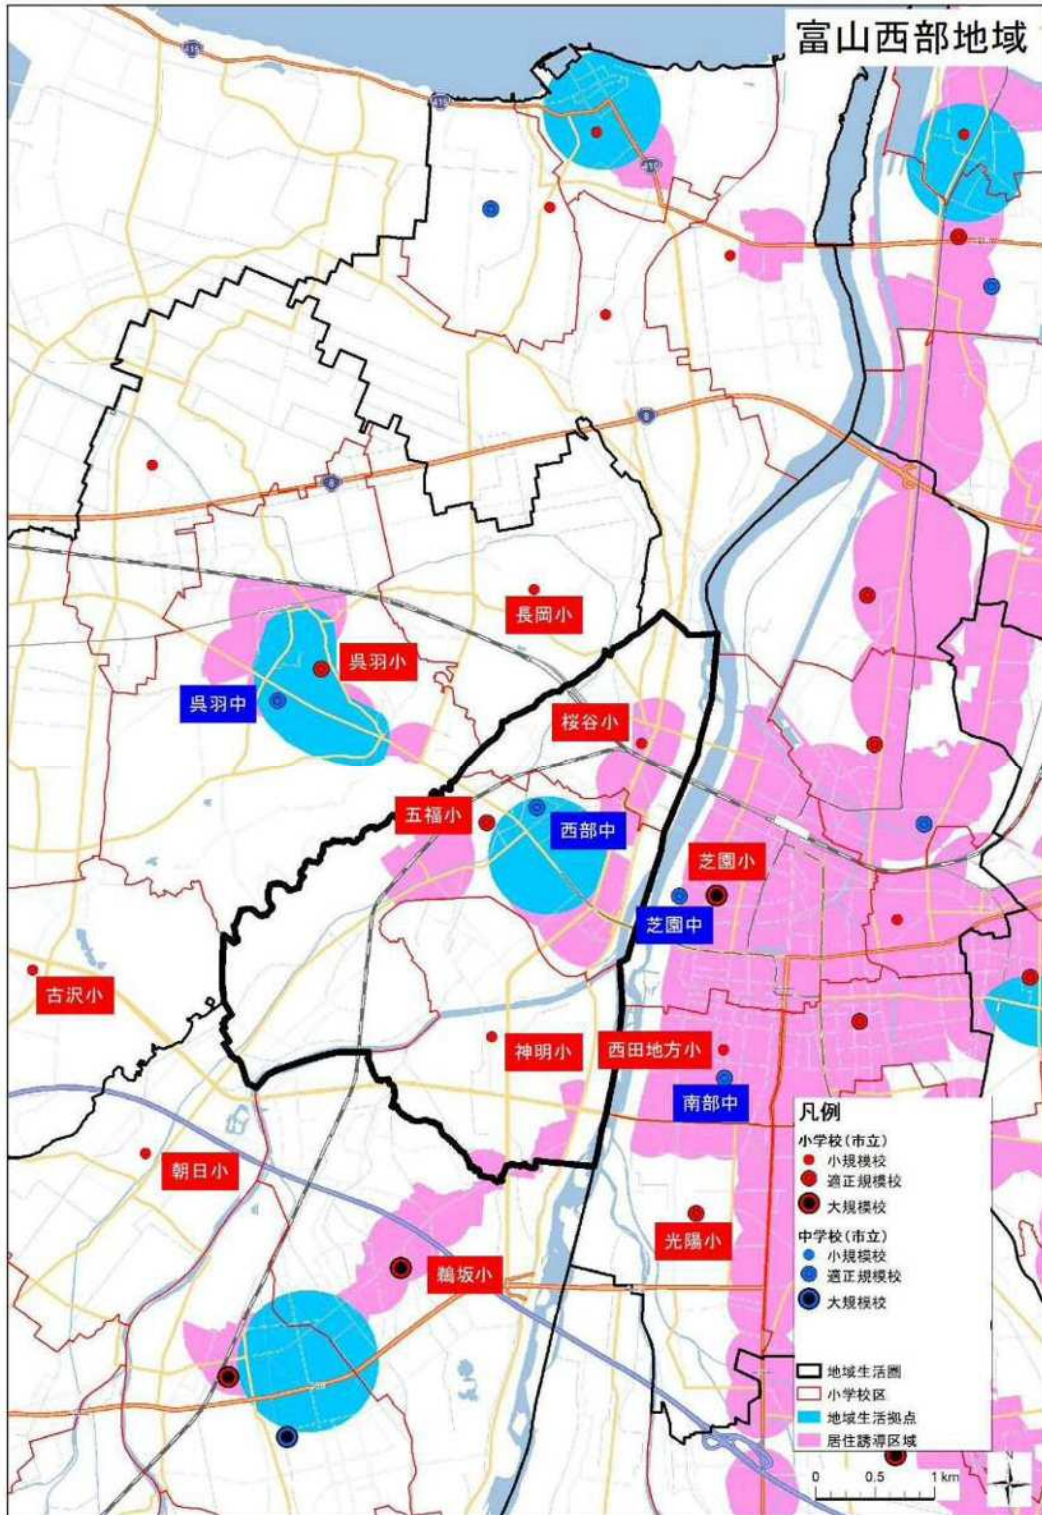 富山西部地域
415
415
415
8
8
長岡小
呉羽小
呉羽中
桜谷小
五福小
西部中
芝園小
芝園中
古沢小
神明小
西田地方小
南部中
朝日小
光陽小
鵜坂小
凡例
小学校(市立)
小規模校
適正規模校
大規模校
中学校(市立)
小規模校
適正規模校
大規模校
地域生活圏
小学校区
地域生活拠点
居住誘導区域
0 0.5 1 km
N